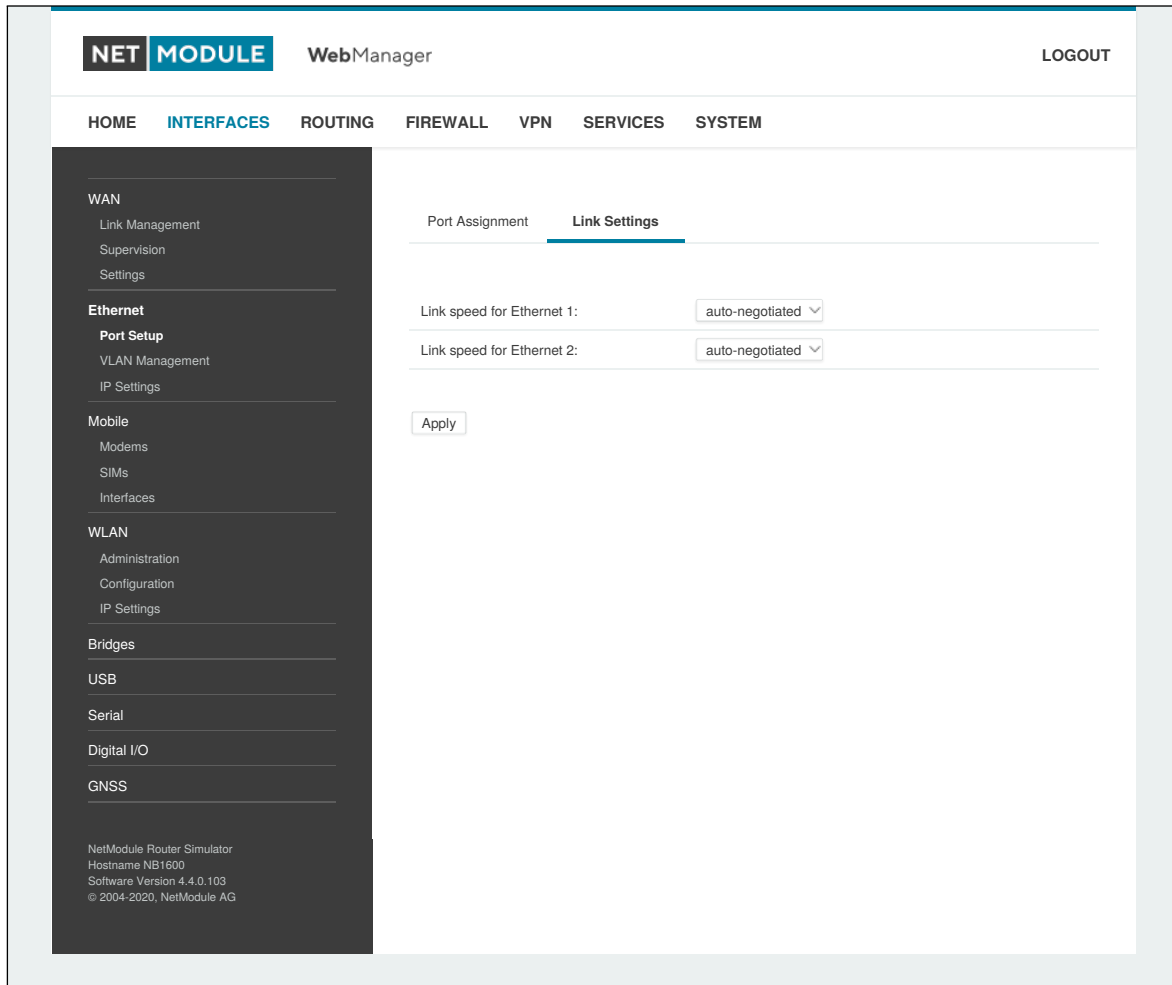 NET MODULE WebManager LOGOUT
HOME INTERFACES ROUTING FIREWALL VPN SERVICES SYSTEM
WAN
Link Management
Supervision
Settings
Ethernet
Port Setup
VLAN Management
IP Settings
Mobile
Modems
SIMs
Interfaces
WLAN
Administration
Configuration
IP Settings
Bridges
USB
Serial
Digital I/O
GNSS
NetModule Router Simulator
Hostname NB1600
Software Version 4.4.0.103
© 2004-2020, NetModule AG
Port Assignment Link Settings
Link speed for Ethernet 1: auto-negotiated
Link speed for Ethernet 2: auto-negotiated
Apply